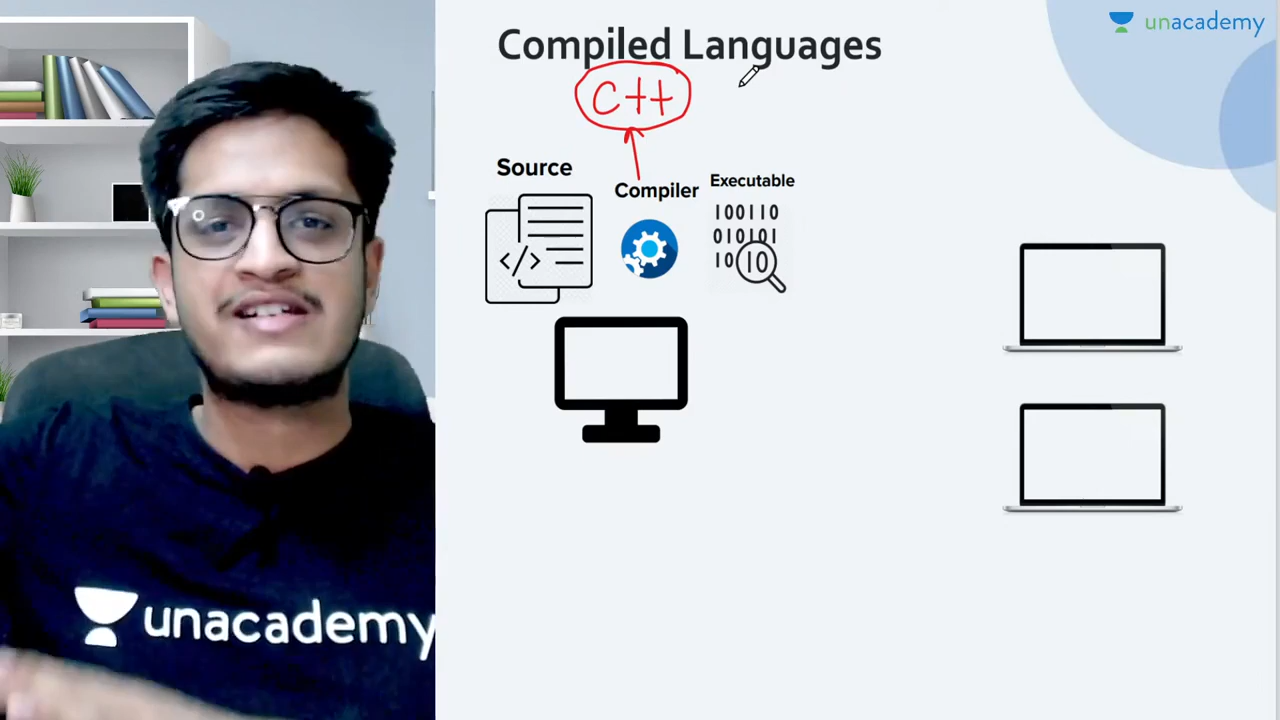 Compiled Languages
unacademy
C++
Source
Compiler
Executable
100110
010101
10 10
unacademy